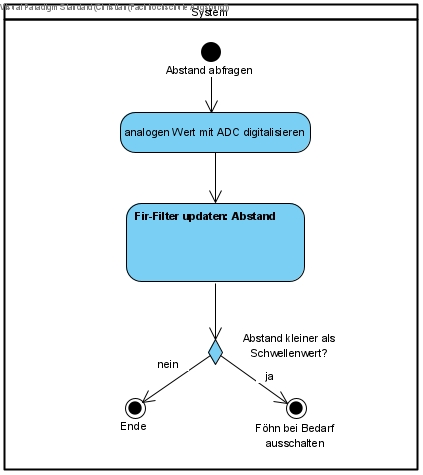 Visual Paradigm Standard (Christian (Fachhochschule
System
Abstand abfragen
analogen Wert mit ADC digitalisieren
Fir-Filter updaten: Abstand
Abstand kleiner als
Schwellenwert?
nein
ja
Ende
Föhn bei Bedarf
ausschalten